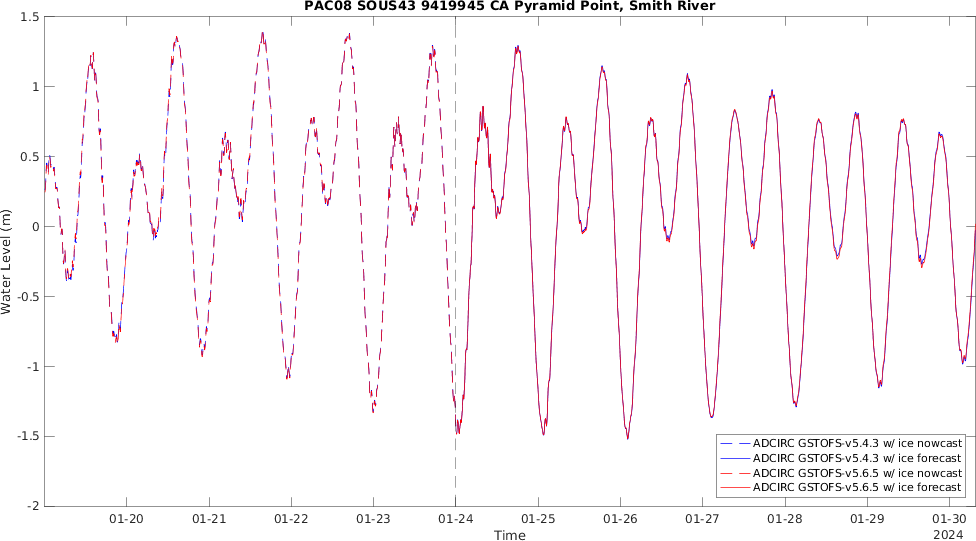 PAC08 SOUS43 9419945 CA Pyramid Point, Smith River
1.5
1
0.5
0
-0.5
-1
-1.5
-2
Water Level (m)
ADCIRC GSTOFS-v5.4.3 w/ ice nowcast
ADCIRC GSTOFS-v5.4.3 w/ ice forecast
ADCIRC GSTOFS-v5.6.5 w/ ice nowcast
ADCIRC GSTOFS-v5.6.5 w/ ice forecast
01-20 01-21 01-22 01-23 01-24 01-25 01-26 01-27 01-28 01-29 01-30
Time 2024